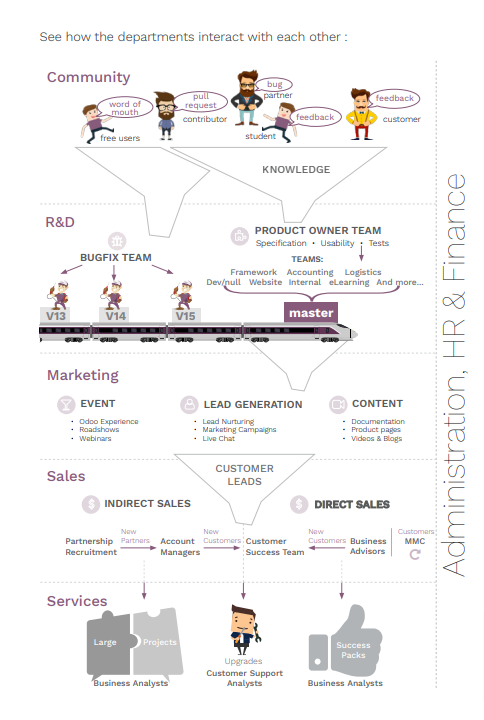 See how the departments interact with each other :
Community
word of
mouth
free users
pull
request
contributor
bug
partner
feedback
student
feedback
customer
KNOWLEDGE
R&D
BUGFIX TEAM
V13
V14
V15
PRODUCT OWNER TEAM
Specification • Usability • Tests
TEAMS:
Framework Accounting Logistics
Dev/null Website Internal eLearning And more...
master
Marketing
EVENT
• Odoo Experience
• Roadshows
• Webinars
LEAD GENERATION
• Lead Nurturing
• Marketing Campaigns
• Live Chat
CONTENT
• Documentation
• Product pages
• Videos & Blogs
CUSTOMER
LEADS
Sales
INDIRECT SALES
DIRECT SALES
Partnership
Recruitment
New
Partners
Account
Managers
New
Customers
Customer
Success Team
New
Customers
Business
Advisors
Customers
MMC
Services
Large Projects
Business Analysts
Upgrades
Customer Support
Analysts
Success
Packs
Business Analysts
Administration, HR & Finance